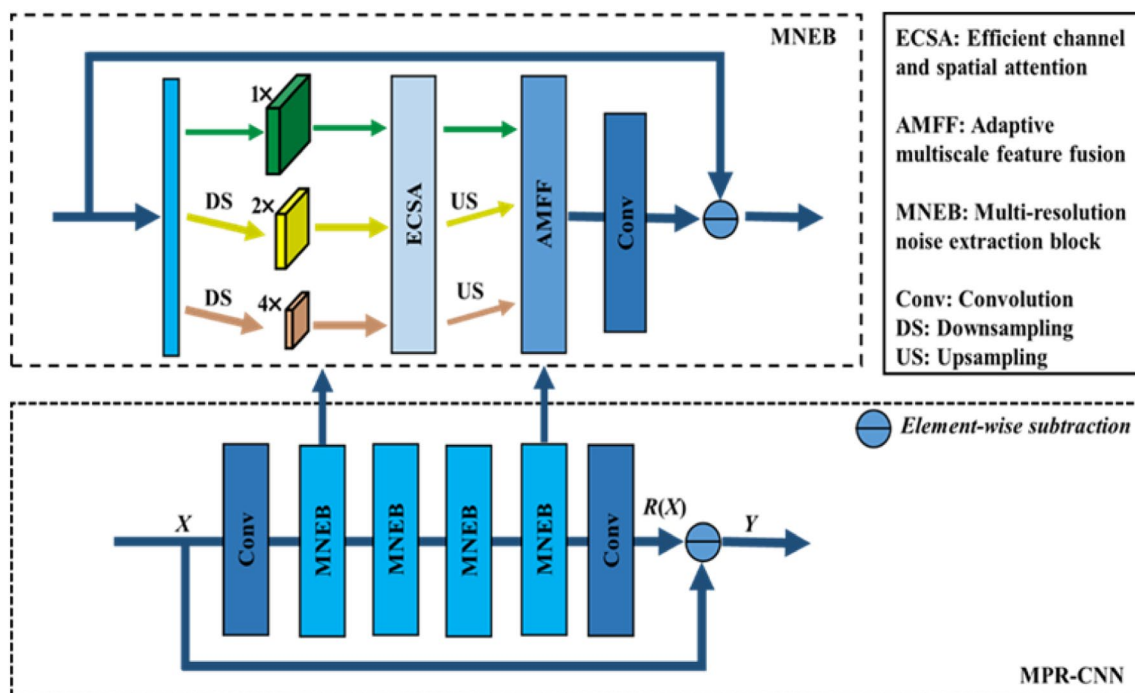 MNEB
1×
DS
2×
DS
4×
ECSA
US
US
AMFF
Conv
ECSA: Efficient channel
and spatial attention
AMFF: Adaptive
multiscale feature fusion
MNEB: Multi-resolution
noise extraction block
Conv: Convolution
DS: Downsampling
US: Upsampling
Element-wise subtraction
X
Conv
MNEB
MNEB
MNEB
MNEB
Conv
R(X)
Y
MPR-CNN